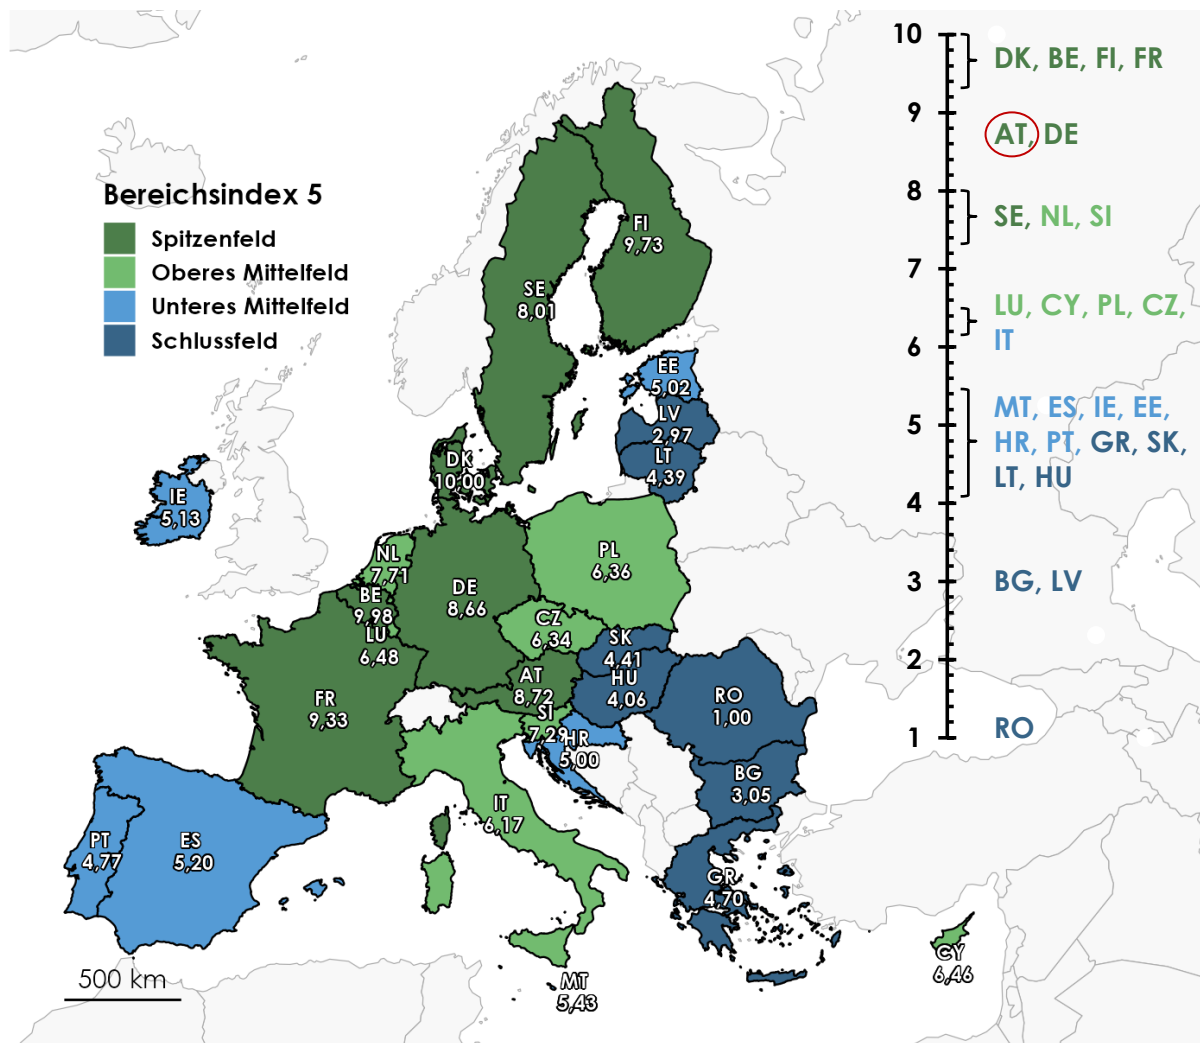 Bereichsindex 5
Spitzenfeld
Oberes Mittelfeld
Unteres Mittelfeld
Schlussfeld
FI
9,73
SE
8,01
EE
5,02
LV
2,97
LT
4,39
DK
10,00
IE
5,13
NL
7,71
BE
9,98
LU
6,48
DE
8,66
PL
6,36
CZ
6,34
SK
4,41
HU
4,06
AT
8,72
SI
7,29
HR
5,00
FR
9,33
RO
1,00
BG
3,05
IT
6,17
PT
4,77
ES
5,20
GR
4,70
MT
5,43
CY
6,46
500 km
10
9
8
7
6
5
4
3
2
1
DK, BE, FI, FR
AT, DE
SE, NL, SI
LU, CY, PL, CZ,
IT
MT, ES, IE, EE,
HR, PT, GR, SK,
LT, HU
BG, LV
RO